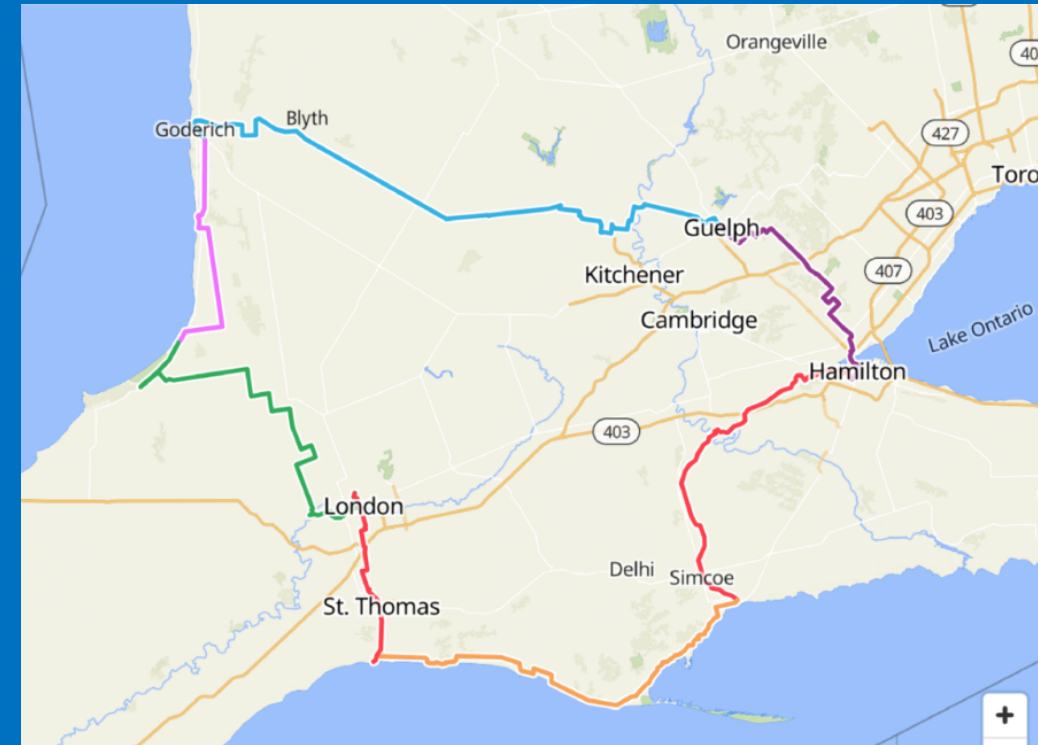 Orangeville
40
Blyth
Goderich
427
Toro
403
Guelph
407
Kitchener
Cambridge
Lake Ontario
Hamilton
403
London
Delhi
Simcoe
St. Thomas
+